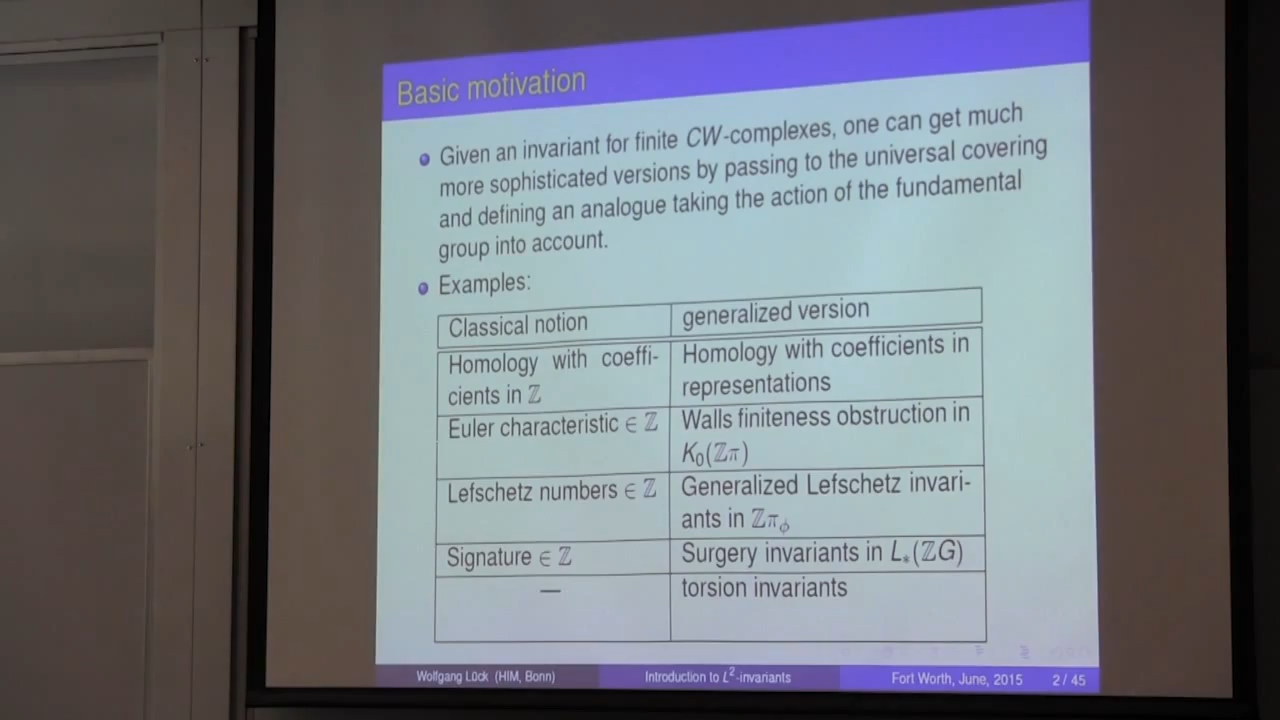 Basic motivation
Given an invariant for finite CW-complexes, one can get much
more sophisticated versions by passing to the universal covering
and defining an analogue taking the action of the fundamental
group into account.
Examples:
Classical notion
generalized version
Homology with coeffi-
cients in ℤ
Homology with coefficients in
representations
Euler characteristic ∈ ℤ
Walls finiteness obstruction in
K₀(ℤπ)
Lefschetz numbers ∈ ℤ
Generalized Lefschetz invari-
ants in ℤπ_ϕ
Signature ∈ ℤ
Surgery invariants in L_*(ℤG)
—
torsion invariants
Wolfgang Lück (HIM, Bonn)
Introduction to L²-invariants
Fort Worth, June, 2015
2 / 45